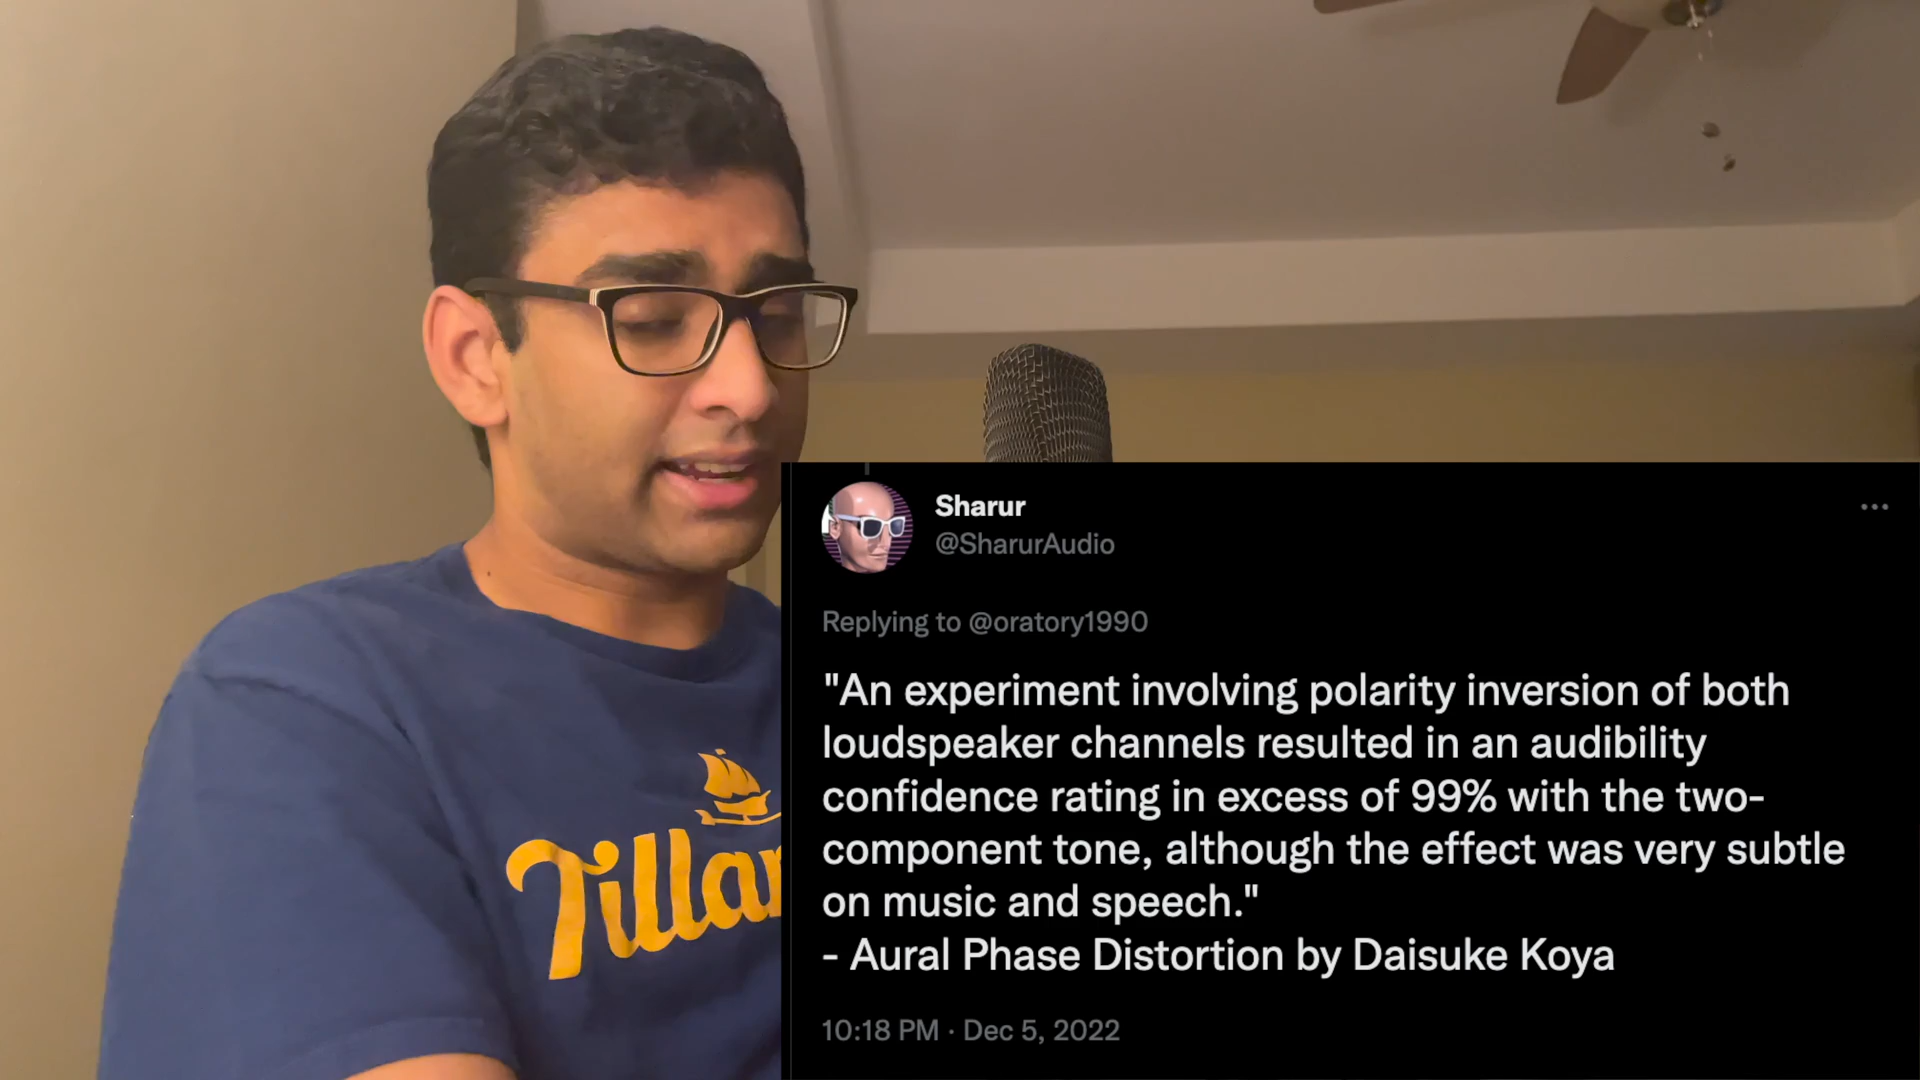 Sharur
@SharurAudio
Replying to @oratory1990
"An experiment involving polarity inversion of both
loudspeaker channels resulted in an audibility
confidence rating in excess of 99% with the two-
component tone, although the effect was very subtle
on music and speech."
- Aural Phase Distortion by Daisuke Koya
10:18 PM · Dec 5, 2022
Tillam